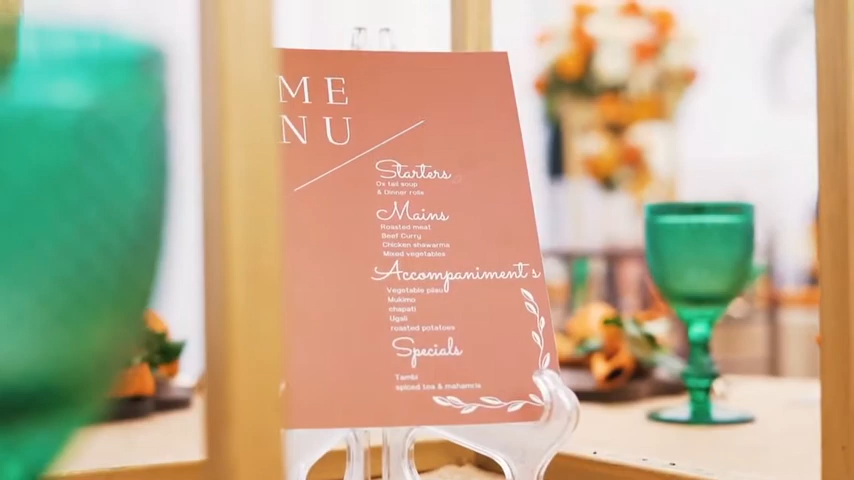 ME
NU
Starters
Ox tail soup
& Dinner rolls
Mains
Roasted meat
Beef Curry
Chicken shawarma
Mixed vegetables
Accompaniment's
Vegetable pilau
Mukimo
chapati
Ugali
roasted potatoes
Specials
Tambi
spiced tea & mahamris